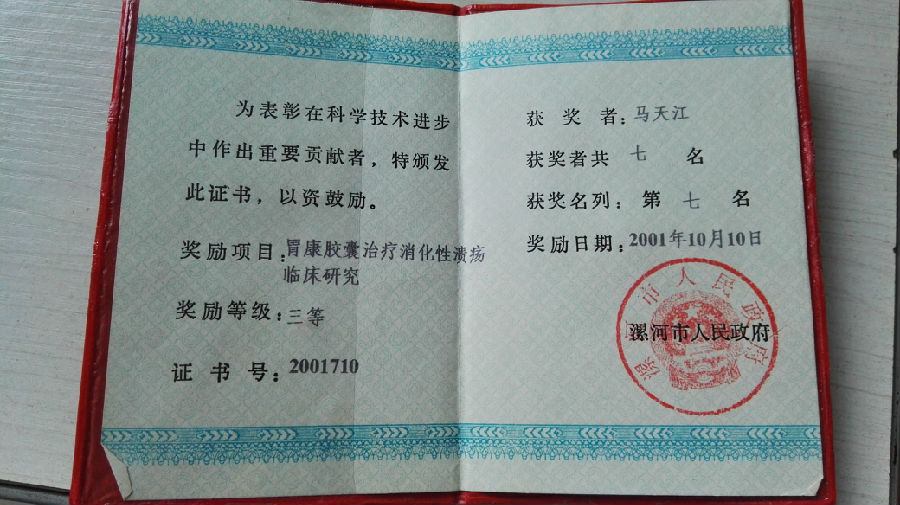 为表彰在科学技术进步
中作出重要贡献者，特颁发
此证书，以资鼓励。
奖励项目：胃康胶囊治疗消化性溃疡
临床研究
奖励等级：三等
证书号：2001710
获奖者：马天江
获奖者共 七 名
获奖名列：第 七 名
奖励日期：2001年10月10日
漯河市人民政府
漯河市人民政府